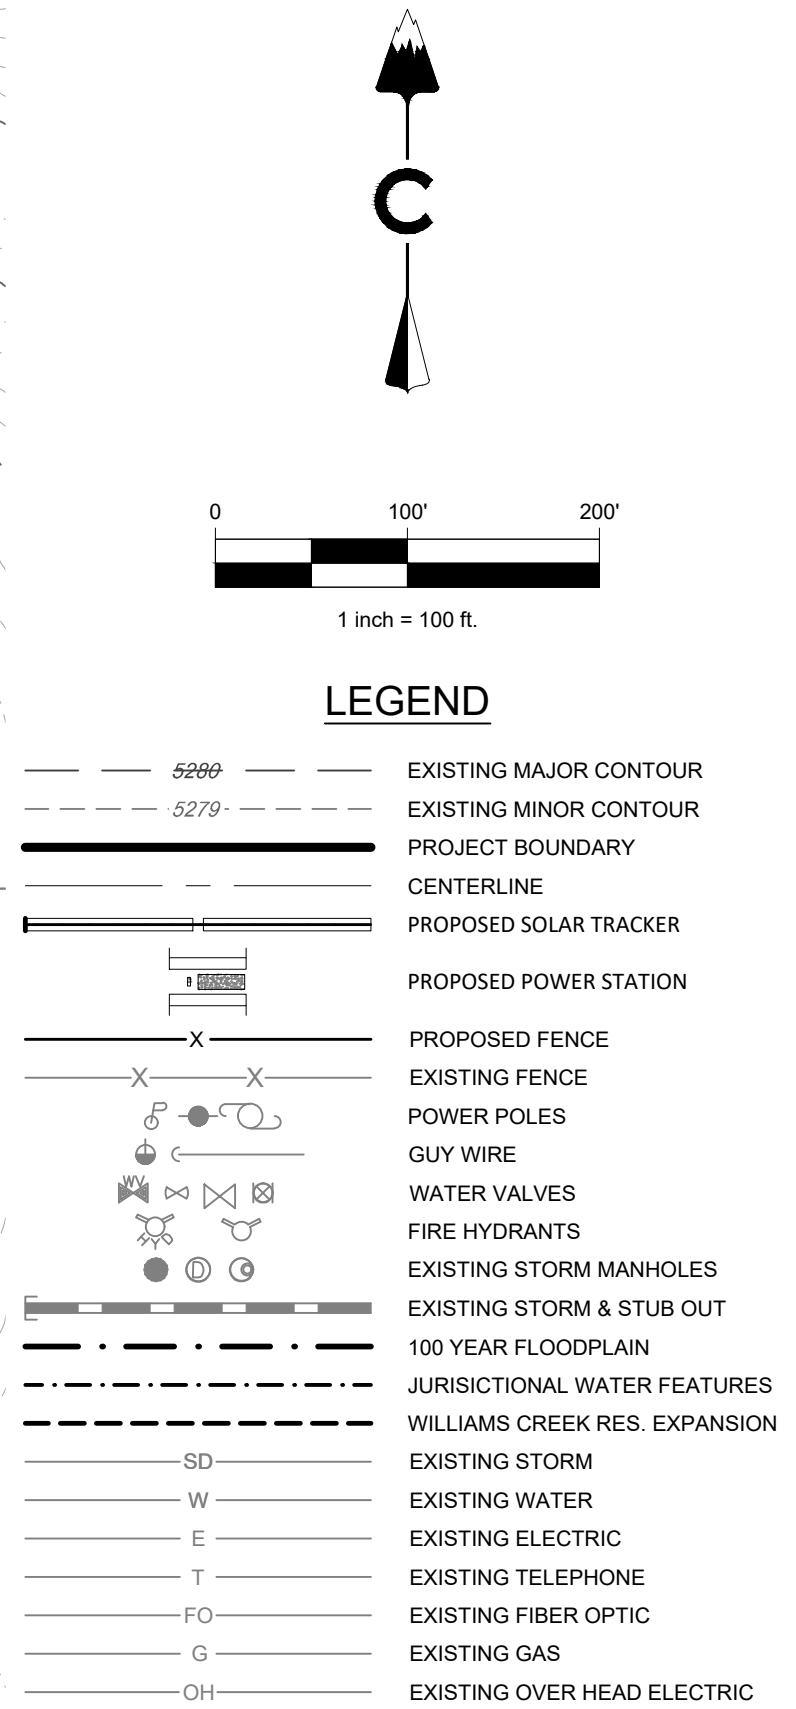 C
0 100' 200'
1 inch = 100 ft.
LEGEND
5280 EXISTING MAJOR CONTOUR
5279 EXISTING MINOR CONTOUR
PROJECT BOUNDARY
CENTERLINE
PROPOSED SOLAR TRACKER
PROPOSED POWER STATION
X PROPOSED FENCE
X X EXISTING FENCE
P POWER POLES
GUY WIRE
WV WATER VALVES
HYD FIRE HYDRANTS
D EXISTING STORM MANHOLES
EXISTING STORM & STUB OUT
100 YEAR FLOODPLAIN
JURISICTIONAL WATER FEATURES
WILLIAMS CREEK RES. EXPANSION
SD EXISTING STORM
W EXISTING WATER
E EXISTING ELECTRIC
T EXISTING TELEPHONE
FO EXISTING FIBER OPTIC
G EXISTING GAS
OH EXISTING OVER HEAD ELECTRIC